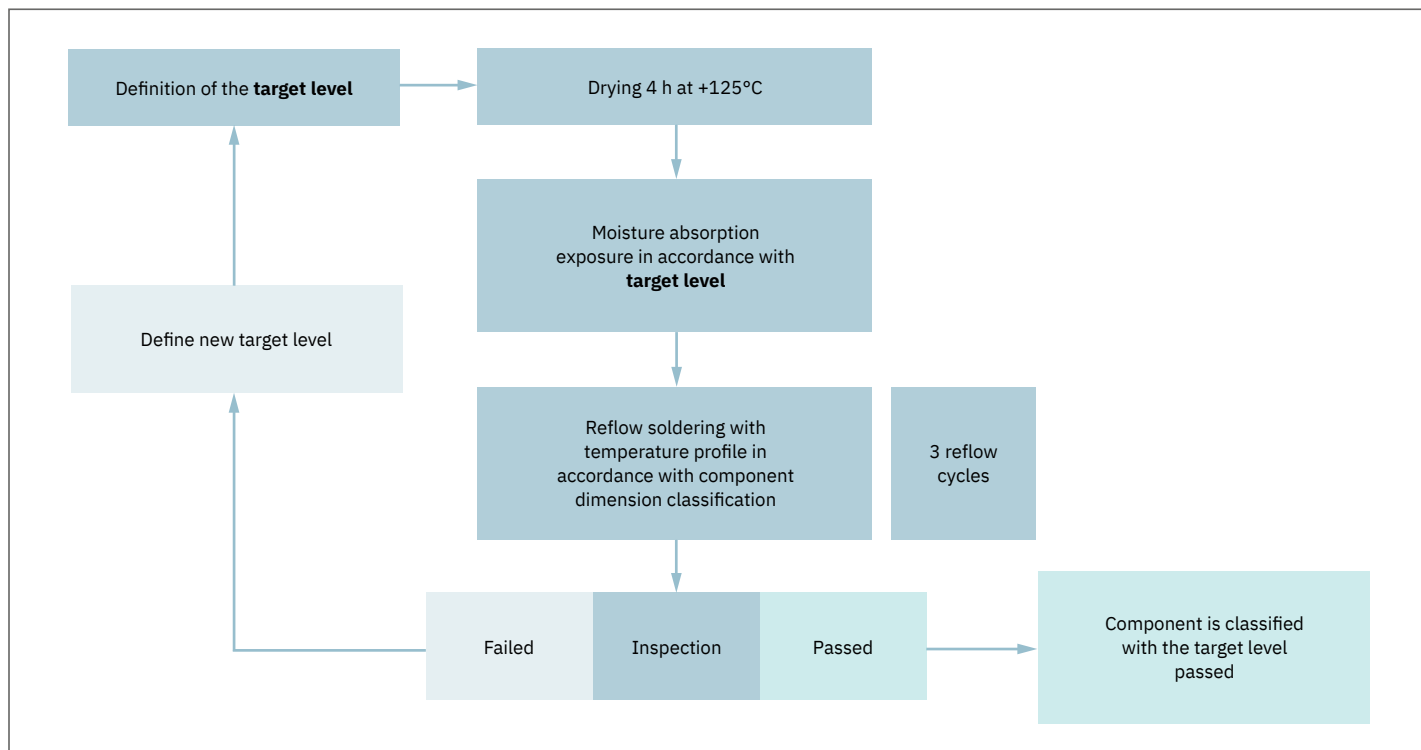 Definition of the target level
Drying 4 h at +125°C
Moisture absorption
exposure in accordance with
target level
Define new target level
Reflow soldering with
temperature profile in
accordance with component
dimension classification
3 reflow
cycles
Failed
Inspection
Passed
Component is classified
with the target level
passed